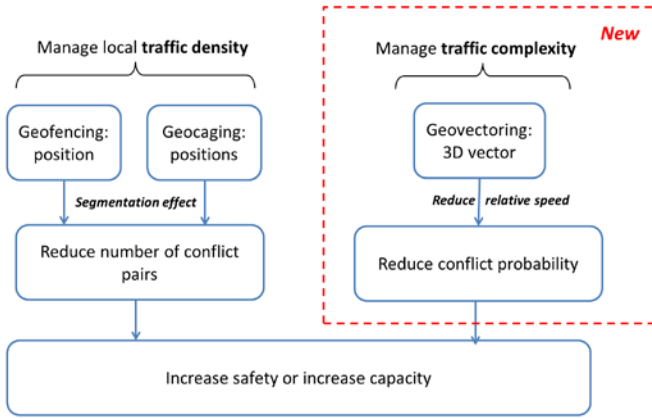 New
Manage local traffic density
Manage traffic complexity
Geofencing:
position
Geocaging:
positions
Geovectoring:
3D vector
Segmentation effect
Reduce relative speed
Reduce number of conflict
pairs
Reduce conflict probability
Increase safety or increase capacity